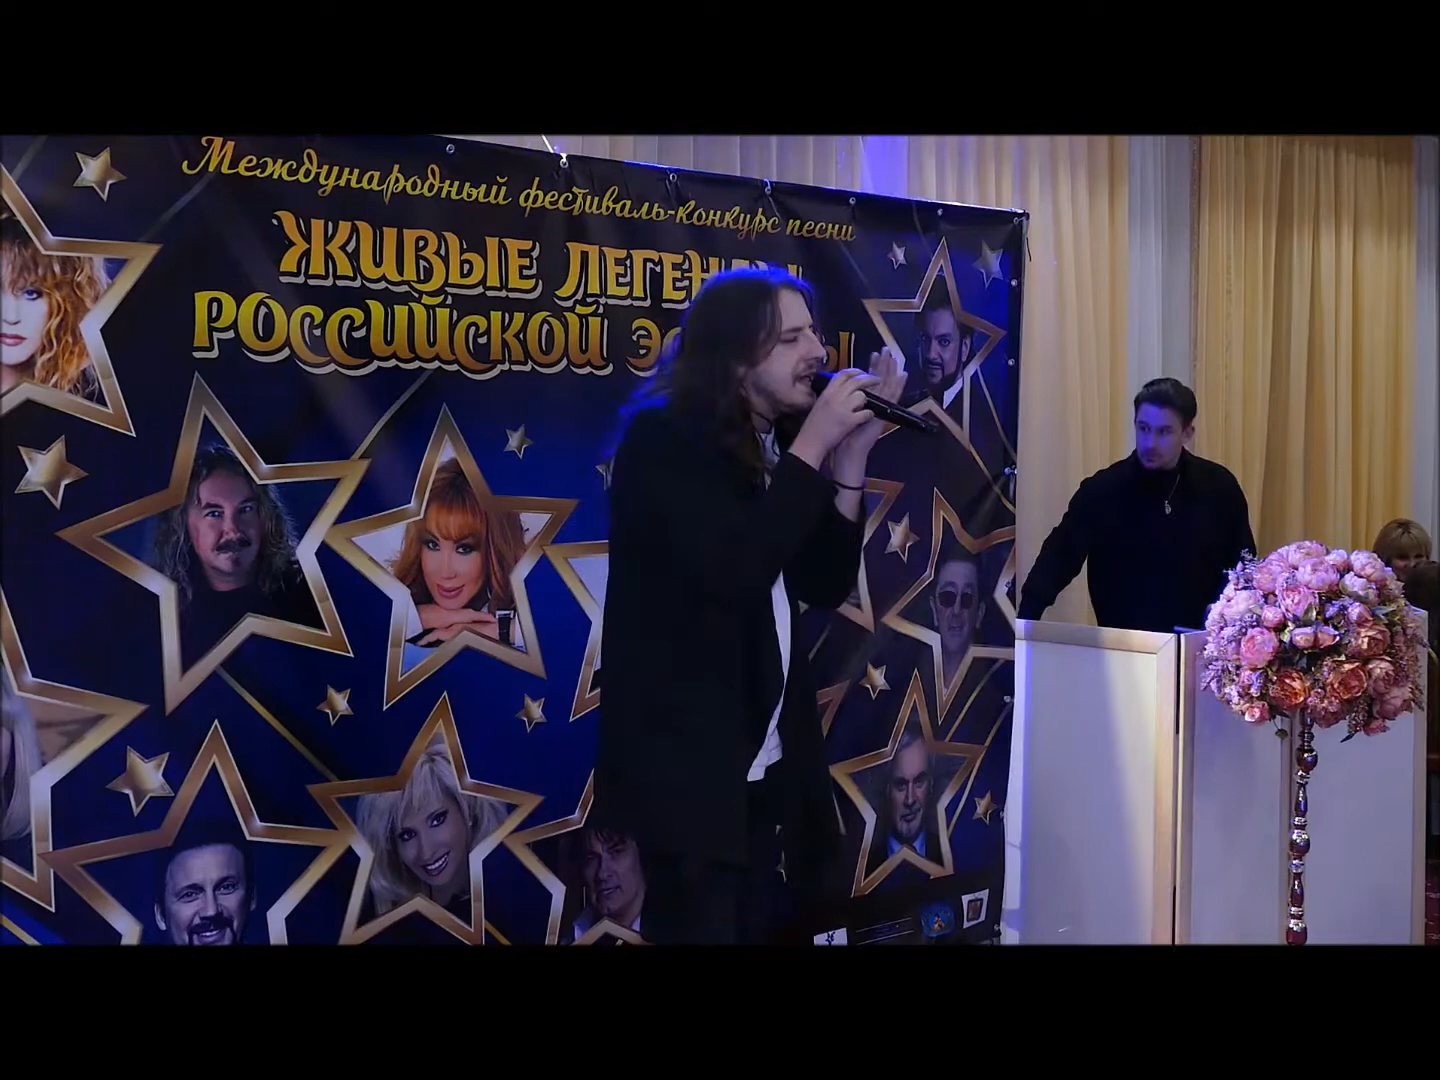 Международный фестиваль-конкурс песни
ЖИВЫЕ ЛЕГЕНДЫ
РОССИЙСКОЙ